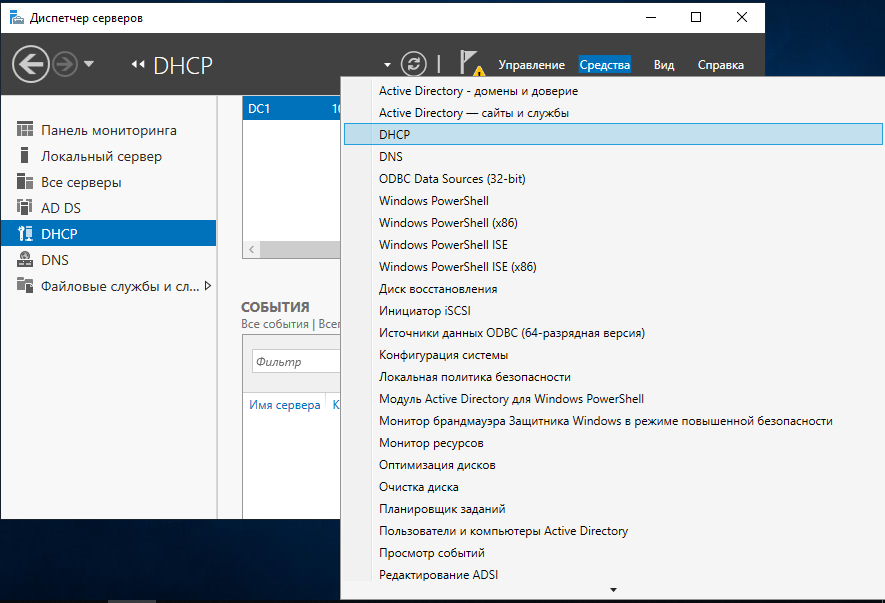 Диспетчер серверов
DHCP
Управление
Средства
Вид
Справка
Панель мониторинга
Локальный сервер
Все серверы
AD DS
DHCP
DNS
Файловые службы и сл...
DC1
СОБЫТИЯ
Все события |
Фильтр
Имя сервера
Active Directory - домены и доверие
Active Directory — сайты и службы
DHCP
DNS
ODBC Data Sources (32-bit)
Windows PowerShell
Windows PowerShell (x86)
Windows PowerShell ISE
Windows PowerShell ISE (x86)
Диск восстановления
Инициатор iSCSI
Источники данных ODBC (64-разрядная версия)
Конфигурация системы
Локальная политика безопасности
Модуль Active Directory для Windows PowerShell
Монитор брандмауэра Защитника Windows в режиме повышенной безопасности
Монитор ресурсов
Оптимизация дисков
Очистка диска
Планировщик заданий
Пользователи и компьютеры Active Directory
Просмотр событий
Редактирование ADSI